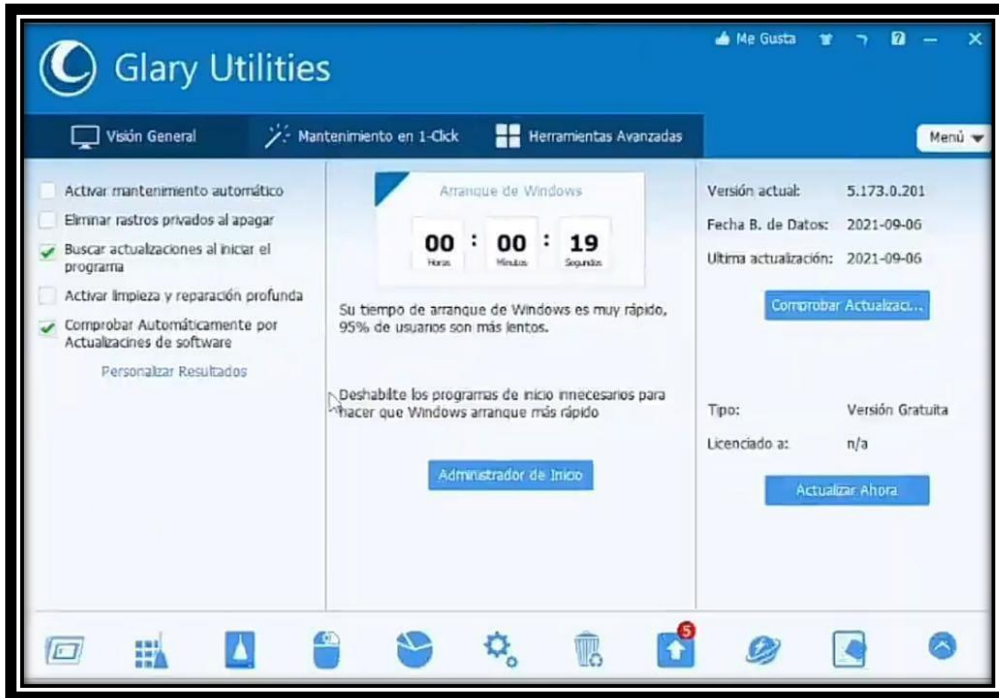 Glary Utilities
Me Gusta
Visión General
Mantenimiento en 1-Click
Herramientas Avanzadas
Menú
Activar mantenimiento automático
Eliminar rastros privados al apagar
Buscar actualizaciones al iniciar el
programa
Activar limpieza y reparación profunda
Comprobar Automáticamente por
Actualizacines de software
Personalizar Resultados
Arranque de Windows
00 : 00 : 19
Horas Minutos Segundos
Su tiempo de arranque de Windows es muy rápido,
95% de usuarios son más lentos.
Deshabilite los programas de inicio innecesarios para
hacer que Windows arranque más rápido
Administrador de Inicio
Versión actual: 5.173.0.201
Fecha B. de Datos: 2021-09-06
Ultima actualización: 2021-09-06
Comprobar Actualizaci...
Tipo: Versión Gratuita
Licenciado a: n/a
Actualizar Ahora
5